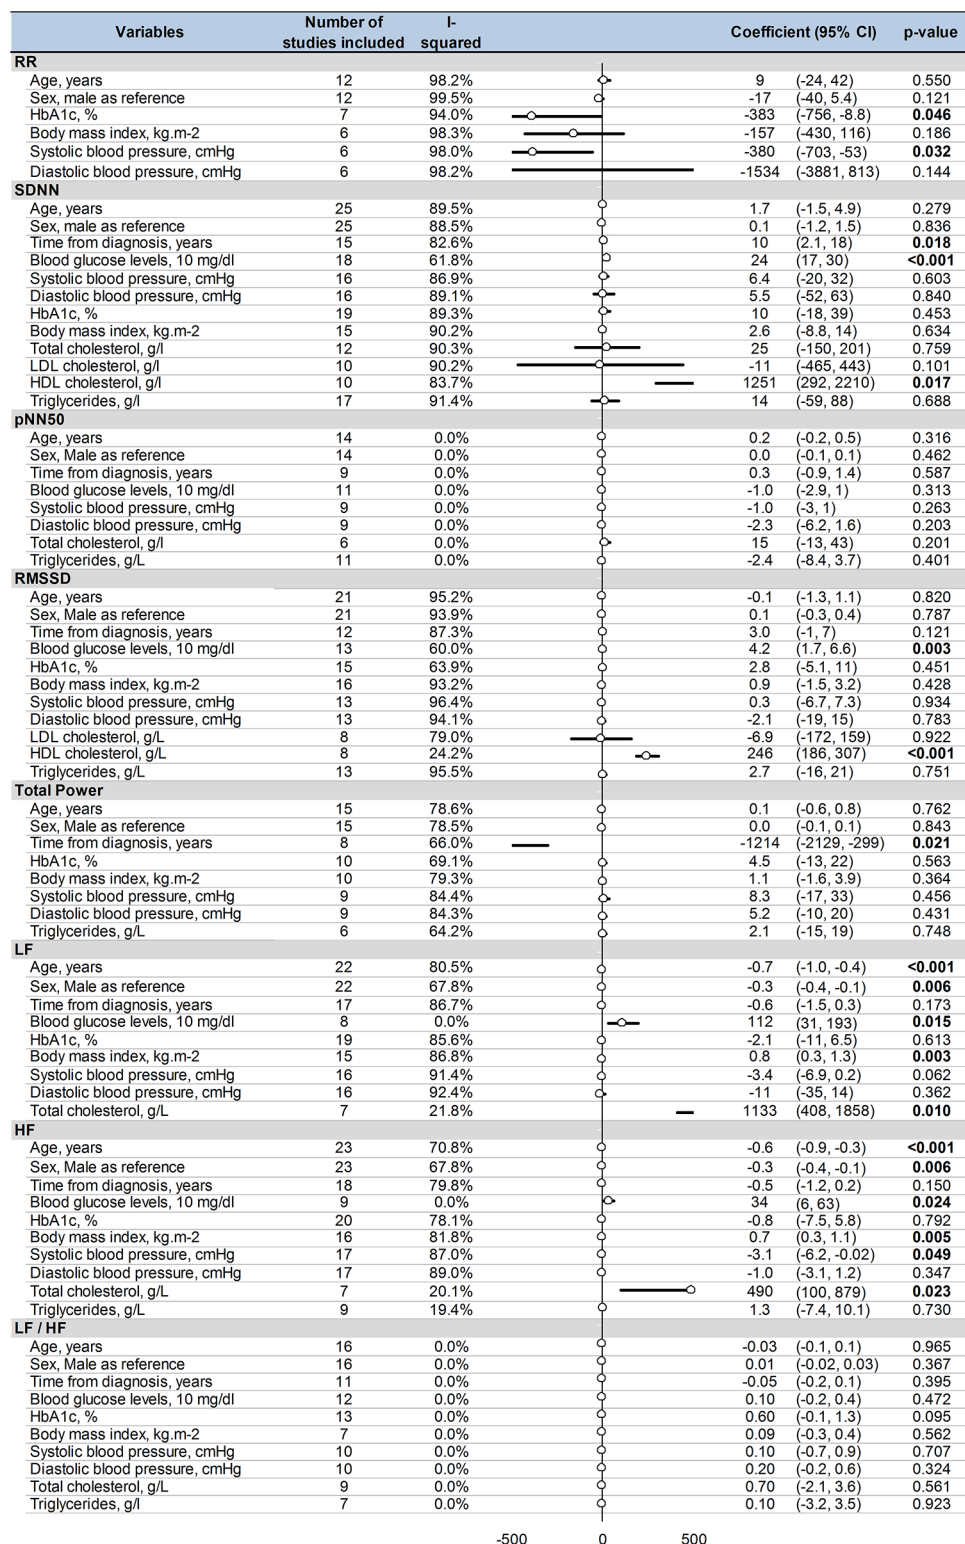 Variables Number of studies included I-squared Coefficient (95% CI) p-value
RR
Age, years 12 98.2% 9 (-24, 42) 0.550
Sex, male as reference 12 99.5% -17 (-40, 5.4) 0.121
HbA1c, % 7 94.0% -383 (-756, -8.8) 0.046
Body mass index, kg.m-2 6 98.3% -157 (-430, 116) 0.186
Systolic blood pressure, cmHg 6 98.0% -380 (-703, -53) 0.032
Diastolic blood pressure, cmHg 6 98.2% -1534 (-3881, 813) 0.144
SDNN
Age, years 25 89.5% 1.7 (-1.5, 4.9) 0.279
Sex, male as reference 25 88.5% 0.1 (-1.2, 1.5) 0.836
Time from diagnosis, years 15 82.6% 10 (2.1, 18) 0.018
Blood glucose levels, 10 mg/dl 18 61.8% 24 (17, 30) <0.001
Systolic blood pressure, cmHg 16 86.9% 6.4 (-20, 32) 0.603
Diastolic blood pressure, cmHg 16 89.1% 5.5 (-52, 63) 0.840
HbA1c, % 19 89.3% 10 (-18, 39) 0.453
Body mass index, kg.m-2 15 90.2% 2.6 (-8.8, 14) 0.634
Total cholesterol, g/l 12 90.3% 25 (-150, 201) 0.759
LDL cholesterol, g/l 10 90.2% -11 (-465, 443) 0.101
HDL cholesterol, g/l 10 83.7% 1251 (292, 2210) 0.017
Triglycerides, g/l 17 91.4% 14 (-59, 88) 0.688
pNN50
Age, years 14 0.0% 0.2 (-0.2, 0.5) 0.316
Sex, Male as reference 14 0.0% 0.0 (-0.1, 0.1) 0.462
Time from diagnosis, years 9 0.0% 0.3 (-0.9, 1.4) 0.587
Blood glucose levels, 10 mg/dl 11 0.0% -1.0 (-2.9, 1) 0.313
Systolic blood pressure, cmHg 9 0.0% -1.0 (-3, 1) 0.263
Diastolic blood pressure, cmHg 9 0.0% -2.3 (-6.2, 1.6) 0.203
Total cholesterol, g/l 6 0.0% 15 (-13, 43) 0.201
Triglycerides, g/L 11 0.0% -2.4 (-8.4, 3.7) 0.401
RMSSD
Age, years 21 95.2% -0.1 (-1.3, 1.1) 0.820
Sex, Male as reference 21 93.9% 0.1 (-0.3, 0.4) 0.787
Time from diagnosis, years 12 87.3% 3.0 (-1, 7) 0.121
Blood glucose levels, 10 mg/dl 13 60.0% 4.2 (1.7, 6.6) 0.003
HbA1c, % 15 63.9% 2.8 (-5.1, 11) 0.451
Body mass index, kg.m-2 16 93.2% 0.9 (-1.5, 3.2) 0.428
Systolic blood pressure, cmHg 13 96.4% 0.3 (-6.7, 7.3) 0.934
Diastolic blood pressure, cmHg 13 94.1% -2.1 (-19, 15) 0.783
LDL cholesterol, g/L 8 79.0% -6.9 (-172, 159) 0.922
HDL cholesterol, g/L 8 24.2% 246 (186, 307) <0.001
Triglycerides, g/L 13 95.5% 2.7 (-16, 21) 0.751
Total Power
Age, years 15 78.6% 0.1 (-0.6, 0.8) 0.762
Sex, Male as reference 15 78.5% 0.0 (-0.1, 0.1) 0.843
Time from diagnosis, years 8 66.0% -1214 (-2129, -299) 0.021
HbA1c, % 10 69.1% 4.5 (-13, 22) 0.563
Body mass index, kg.m-2 10 79.3% 1.1 (-1.6, 3.9) 0.364
Systolic blood pressure, cmHg 9 84.4% 8.3 (-17, 33) 0.456
Diastolic blood pressure, cmHg 9 84.3% 5.2 (-10, 20) 0.431
Triglycerides, g/L 6 64.2% 2.1 (-15, 19) 0.748
LF
Age, years 22 80.5% -0.7 (-1.0, -0.4) <0.001
Sex, Male as reference 22 67.8% -0.3 (-0.4, -0.1) 0.006
Time from diagnosis, years 17 86.7% -0.6 (-1.5, 0.3) 0.173
Blood glucose levels, 10 mg/dl 8 0.0% 112 (31, 193) 0.015
HbA1c, % 19 85.6% -2.1 (-11, 6.5) 0.613
Body mass index, kg.m-2 15 86.8% 0.8 (0.3, 1.3) 0.003
Systolic blood pressure, cmHg 16 91.4% -3.4 (-6.9, 0.2) 0.062
Diastolic blood pressure, cmHg 16 92.4% -11 (-35, 14) 0.362
Total cholesterol, g/L 7 21.8% 1133 (408, 1858) 0.010
HF
Age, years 23 70.8% -0.6 (-0.9, -0.3) <0.001
Sex, Male as reference 23 67.8% -0.3 (-0.4, -0.1) 0.006
Time from diagnosis, years 18 79.8% -0.5 (-1.2, 0.2) 0.150
Blood glucose levels, 10 mg/dl 9 0.0% 34 (6, 63) 0.024
HbA1c, % 20 78.1% -0.8 (-7.5, 5.8) 0.792
Body mass index, kg.m-2 16 81.8% 0.7 (0.3, 1.1) 0.005
Systolic blood pressure, cmHg 17 87.0% -3.1 (-6.2, -0.02) 0.049
Diastolic blood pressure, cmHg 17 89.0% -1.0 (-3.1, 1.2) 0.347
Total cholesterol, g/L 7 20.1% 490 (100, 879) 0.023
Triglycerides, g/L 9 19.4% 1.3 (-7.4, 10.1) 0.730
LF / HF
Age, years 16 0.0% -0.03 (-0.1, 0.1) 0.965
Sex, Male as reference 16 0.0% 0.01 (-0.02, 0.03) 0.367
Time from diagnosis, years 11 0.0% -0.05 (-0.2, 0.1) 0.395
Blood glucose levels, 10 mg/dl 12 0.0% 0.10 (-0.2, 0.4) 0.472
HbA1c, % 13 0.0% 0.60 (-0.1, 1.3) 0.095
Body mass index, kg.m-2 7 0.0% 0.09 (-0.3, 0.4) 0.562
Systolic blood pressure, cmHg 10 0.0% 0.10 (-0.7, 0.9) 0.707
Diastolic blood pressure, cmHg 10 0.0% 0.20 (-0.2, 0.6) 0.324
Total cholesterol, g/L 9 0.0% 0.70 (-2.1, 3.6) 0.561
Triglycerides, g/l 7 0.0% 0.10 (-3.2, 3.5) 0.923
-500 0 500